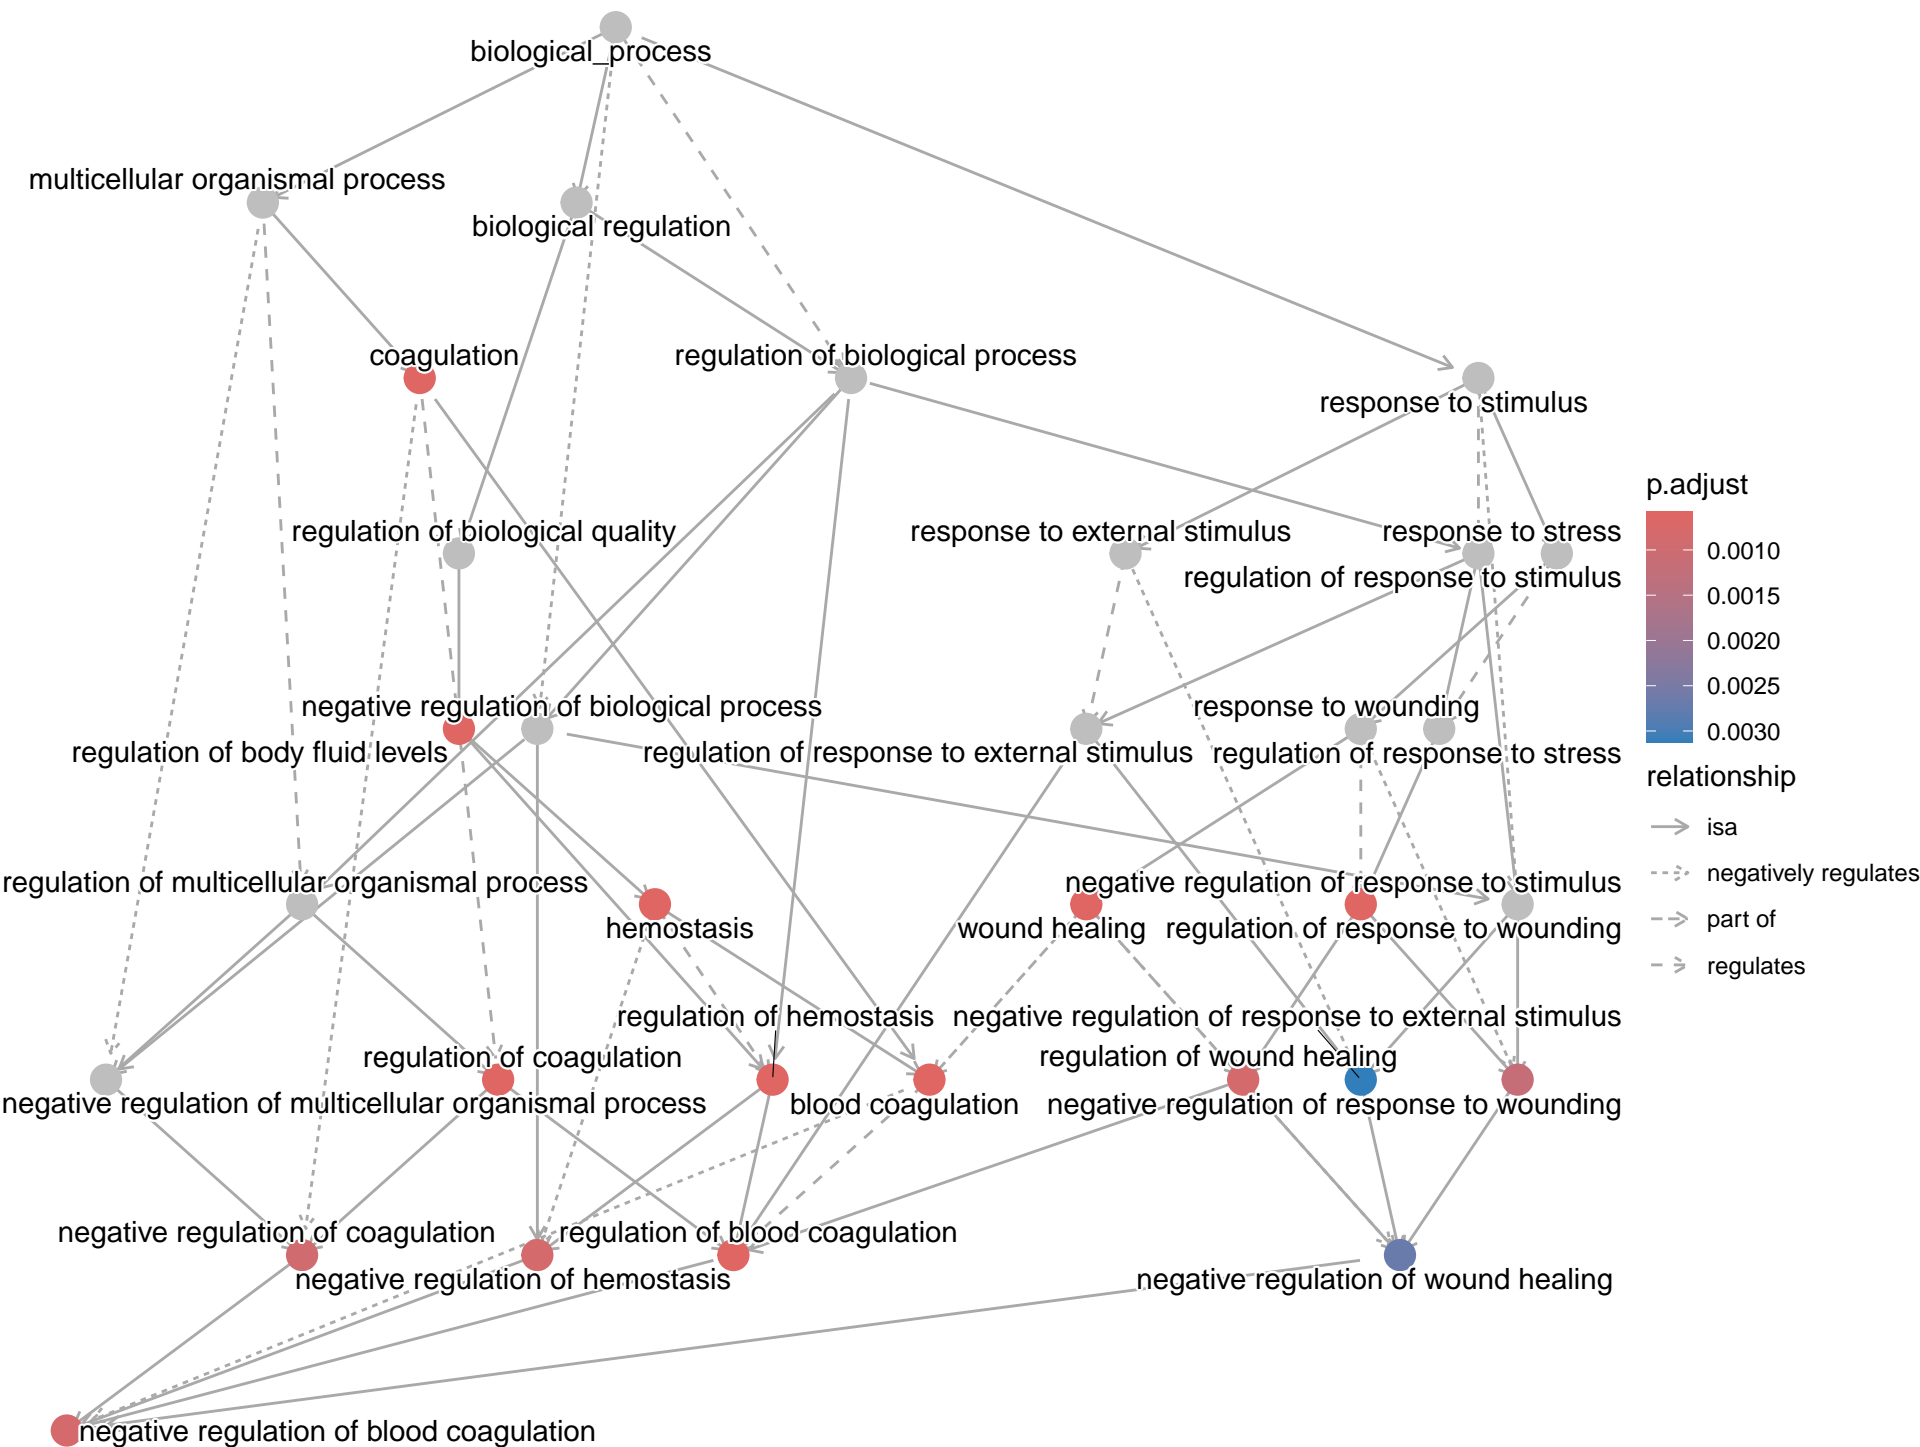 biological_process
multicellular organismal process
biological regulation
coagulation
regulation of biological process
response to stimulus
regulation of biological quality
response to external stimulus
response to stress
regulation of response to stimulus
negative regulation of biological process
response to wounding
regulation of body fluid levels
regulation of response to external stimulus
regulation of response to stress
regulation of multicellular organismal process
negative regulation of response to stimulus
hemostasis
wound healing
regulation of response to wounding
regulation of hemostasis
negative regulation of response to external stimulus
regulation of coagulation
regulation of wound healing
negative regulation of multicellular organismal process
blood coagulation
negative regulation of response to wounding
negative regulation of coagulation
regulation of blood coagulation
negative regulation of hemostasis
negative regulation of wound healing
negative regulation of blood coagulation
p.adjust
0.0010
0.0015
0.0020
0.0025
0.0030
relationship
isa
negatively regulates
part of
regulates